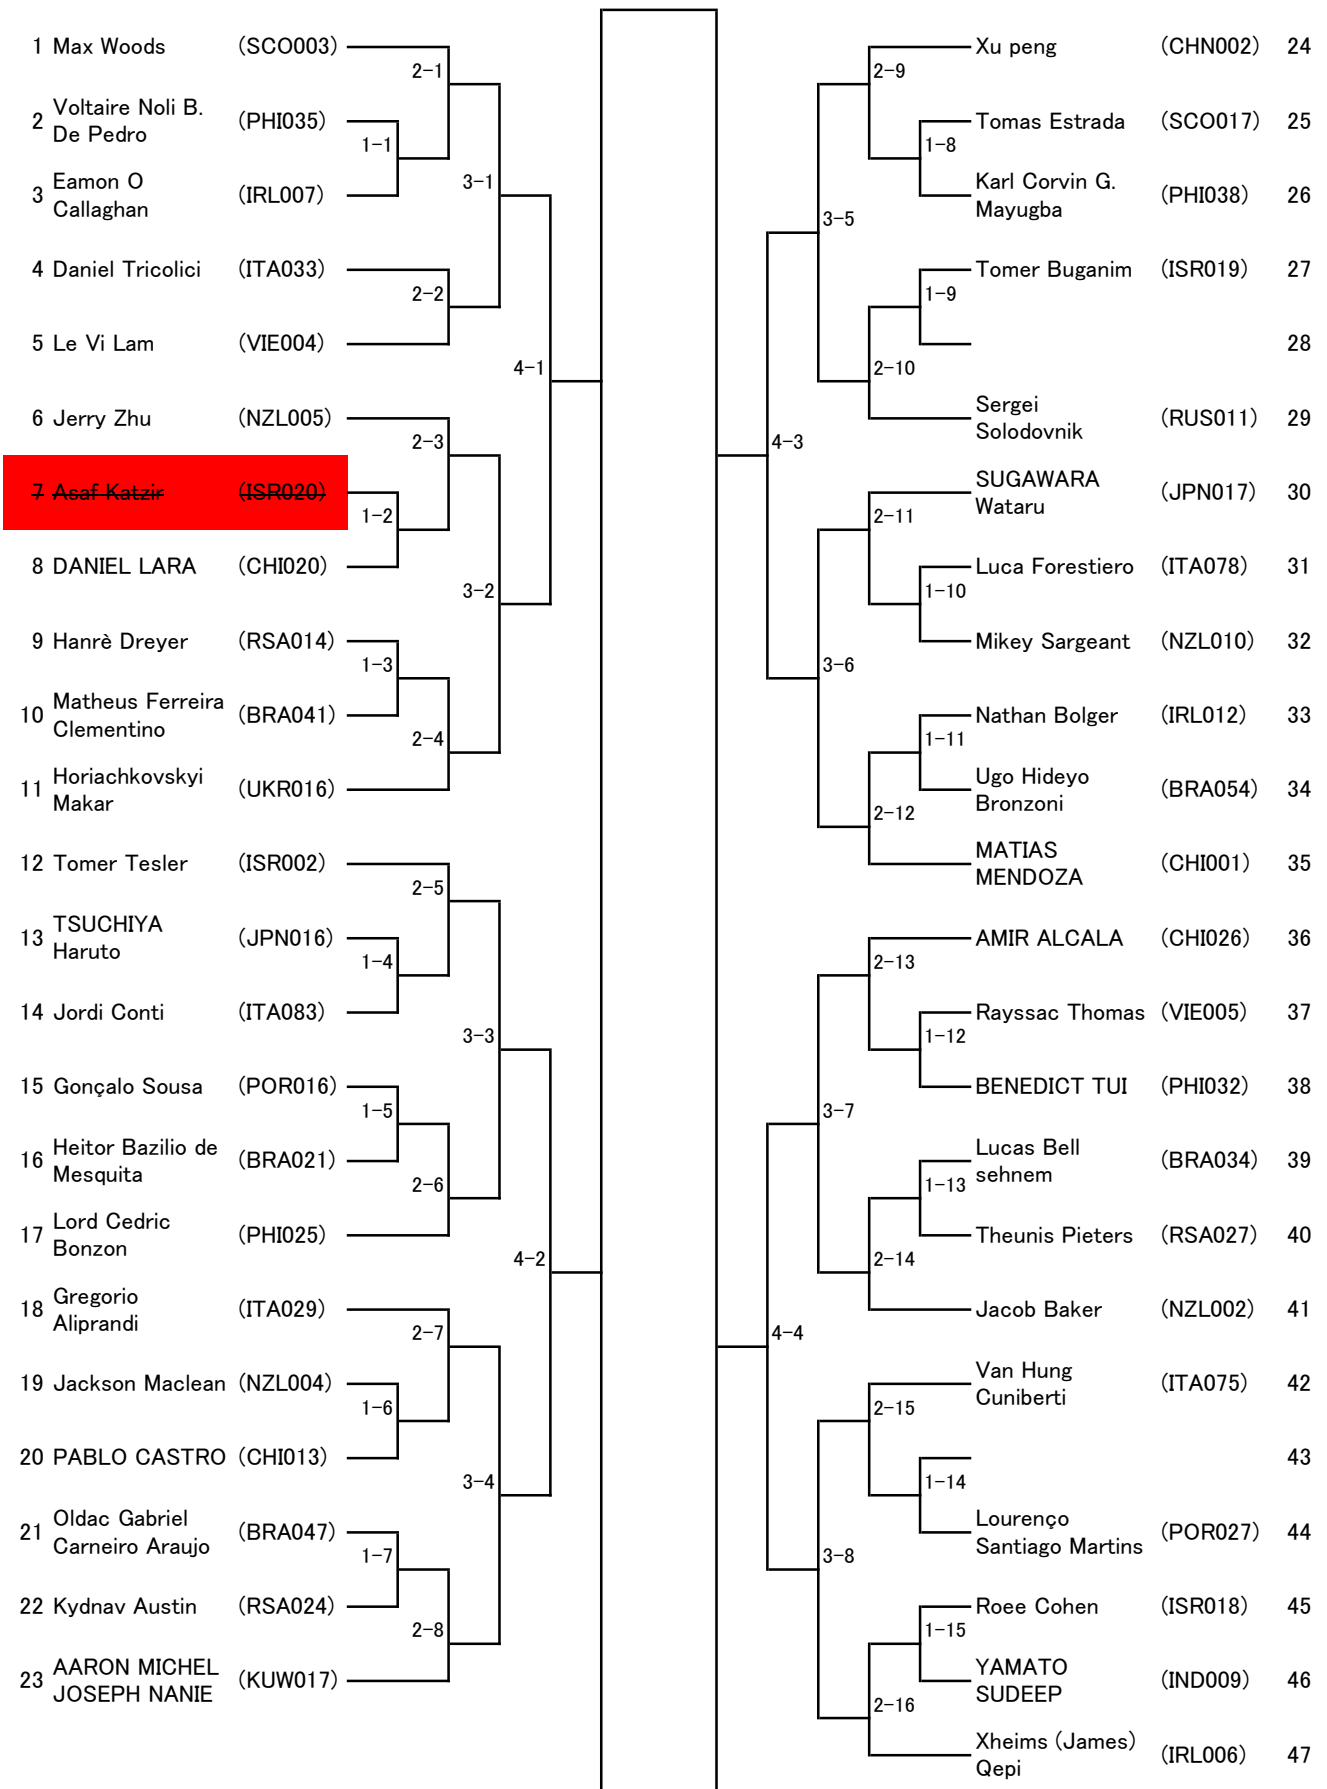 1 Max Woods (SCO003)
2-1
2 Voltaire Noli B.
De Pedro (PHI035)
1-1
3 Eamon O
Callaghan (IRL007)
3-1
4 Daniel Tricolici (ITA033)
2-2
5 Le Vi Lam (VIE004)
4-1
6 Jerry Zhu (NZL005)
2-3
7 Asaf Katzir (ISR020)
1-2
8 DANIEL LARA (CHI020)
3-2
9 Hanrè Dreyer (RSA014)
1-3
10 Matheus Ferreira
Clementino (BRA041)
2-4
11 Horiachkovskyi
Makar (UKR016)
12 Tomer Tesler (ISR002)
2-5
13 TSUCHIYA
Haruto (JPN016)
1-4
14 Jordi Conti (ITA083)
3-3
15 Gonçalo Sousa (POR016)
1-5
16 Heitor Bazilio de
Mesquita (BRA021)
2-6
17 Lord Cedric
Bonzon (PHI025)
4-2
18 Gregorio
Aliprandi (ITA029)
2-7
19 Jackson Maclean (NZL004)
1-6
20 PABLO CASTRO (CHI013)
3-4
21 Oldac Gabriel
Carneiro Araujo (BRA047)
1-7
22 Kydnav Austin (RSA024)
2-8
23 AARON MICHEL
JOSEPH NANIE (KUW017)
Xu peng (CHN002) 24
2-9
Tomas Estrada (SCO017) 25
1-8
Karl Corvin G.
Mayugba (PHI038) 26
3-5
Tomer Buganim (ISR019) 27
1-9
28
2-10
Sergei
Solodovnik (RUS011) 29
4-3
SUGAWARA
Wataru (JPN017) 30
2-11
Luca Forestiero (ITA078) 31
1-10
Mikey Sargeant (NZL010) 32
3-6
Nathan Bolger (IRL012) 33
1-11
Ugo Hideyo
Bronzoni (BRA054) 34
2-12
MATIAS
MENDOZA (CHI001) 35
AMIR ALCALA (CHI026) 36
2-13
Rayssac Thomas (VIE005) 37
1-12
BENEDICT TUI (PHI032) 38
3-7
Lucas Bell
sehnem (BRA034) 39
1-13
Theunis Pieters (RSA027) 40
2-14
Jacob Baker (NZL002) 41
4-4
Van Hung
Cuniberti (ITA075) 42
2-15
43
1-14
Lourenço
Santiago Martins (POR027) 44
3-8
Roee Cohen (ISR018) 45
1-15
YAMATO
SUDEEP (IND009) 46
2-16
Xheims (James)
Qepi (IRL006) 47